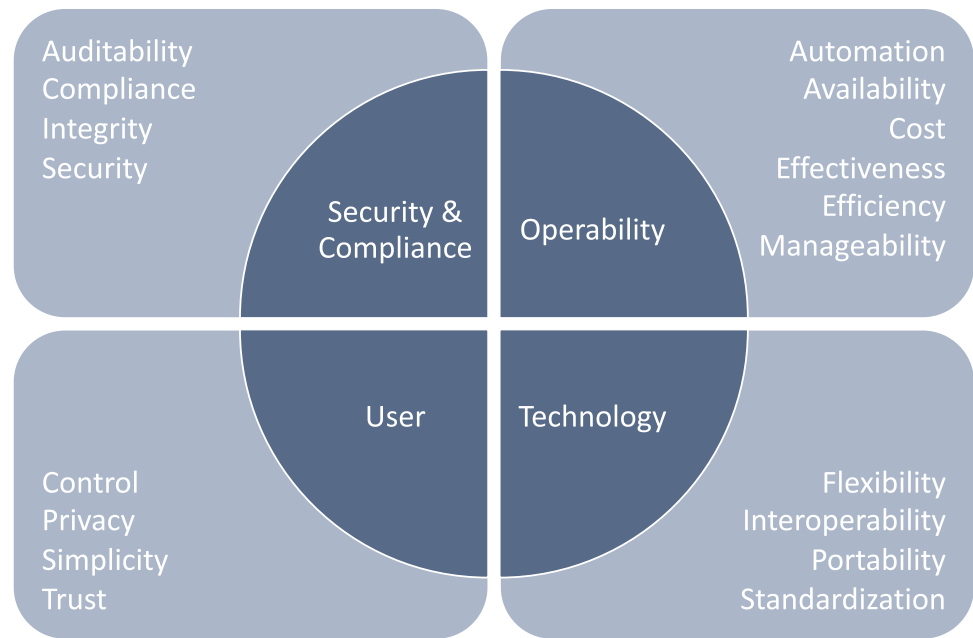 Auditability
Compliance
Integrity
Security
Security &
Compliance
Automation
Availability
Cost
Effectiveness
Efficiency
Manageability
Operability
User
Control
Privacy
Simplicity
Trust
Technology
Flexibility
Interoperability
Portability
Standardization